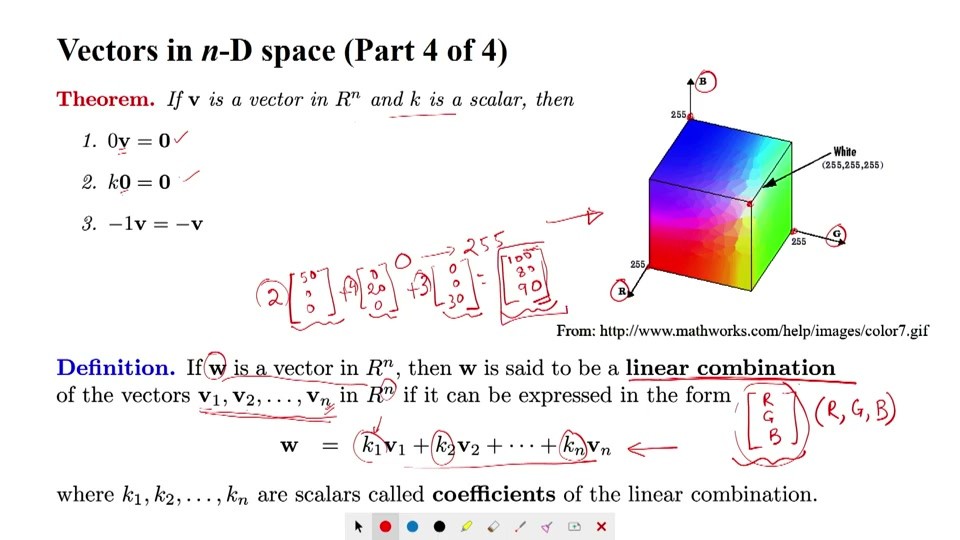 Vectors in n-D space (Part 4 of 4)
Theorem. If v is a vector in Rⁿ and k is a scalar, then
1. 0v = 0 ✓
2. k0 = 0 ✓
3. −1v = −v
B
255
White
(255,255,255)
G
255
255
R
0 → 255
2 [50 0 0] + 4 [0 20 0] + 3 [0 0 30] = [100 80 90]
From: http://www.mathworks.com/help/images/color7.gif
Definition. If w is a vector in Rⁿ, then w is said to be a linear combination
of the vectors v₁, v₂, . . . , vₙ in Rⁿ if it can be expressed in the form
[R G B] (R, G, B)
w = k₁v₁ + k₂v₂ + · · · + kₙvₙ
where k₁, k₂, . . . , kₙ are scalars called coefficients of the linear combination.